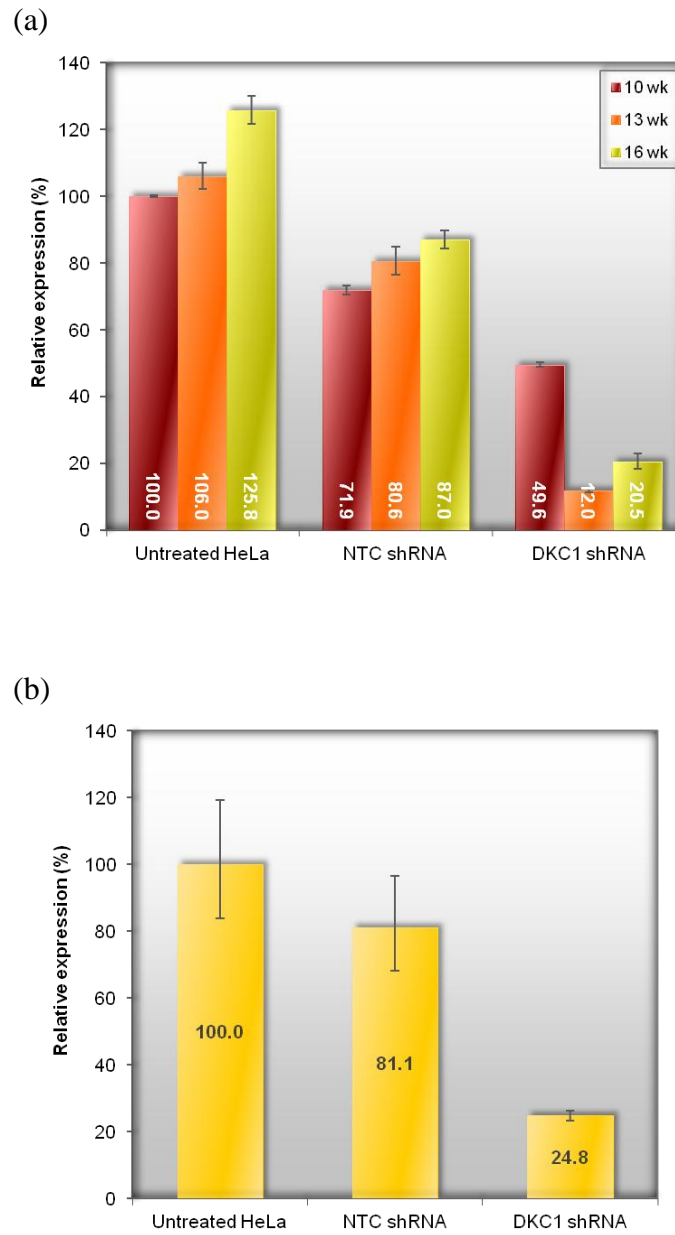 (a)
140
120
100
80
60
40
20
0
Relative expression (%)
10 wk
13 wk
16 wk
100.0
106.0
125.8
71.9
80.6
87.0
49.6
12.0
20.5
Untreated HeLa
NTC shRNA
DKC1 shRNA
(b)
140
120
100
80
60
40
20
0
Relative expression (%)
100.0
81.1
24.8
Untreated HeLa
NTC shRNA
DKC1 shRNA